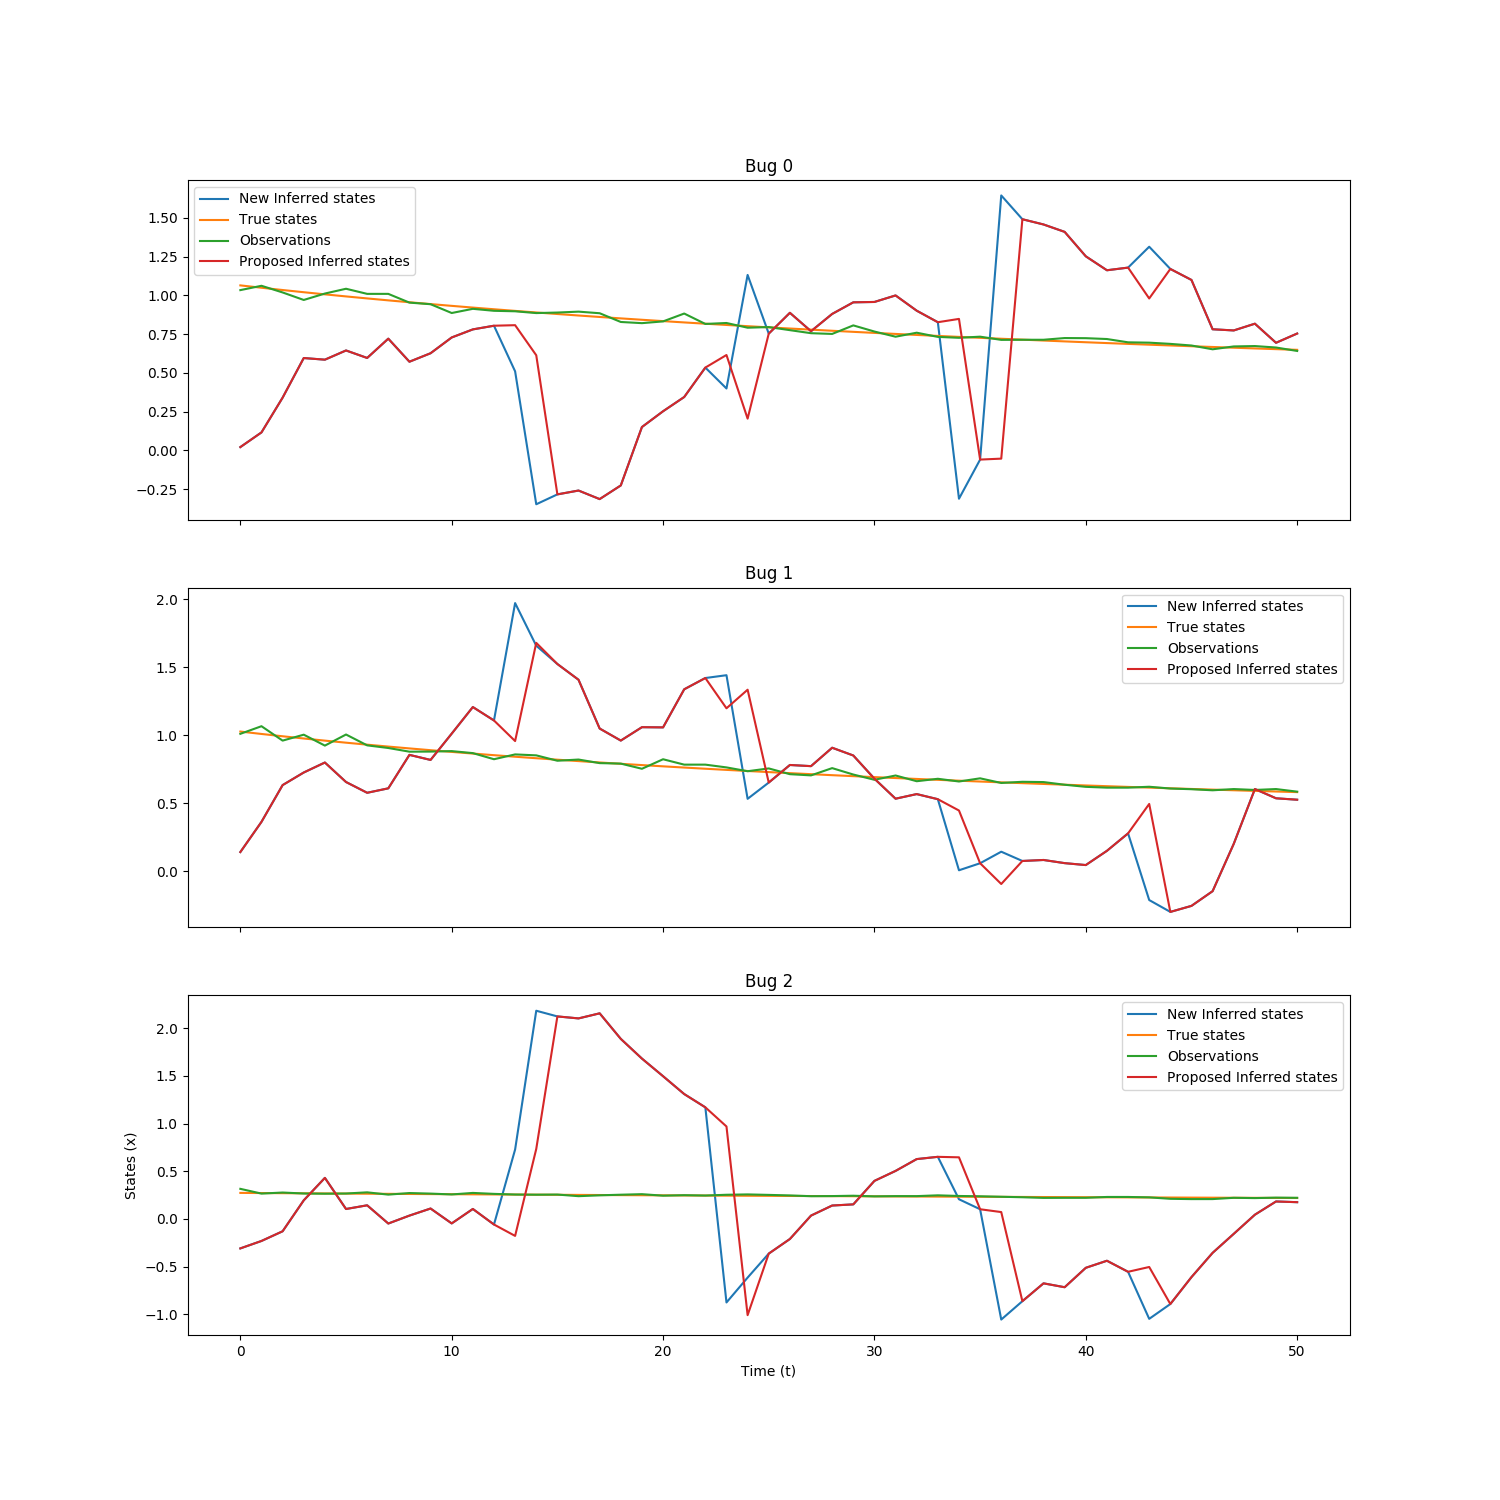 Bug 0
New Inferred states
True states
Observations
Proposed Inferred states
1.50
1.25
1.00
0.75
0.50
0.25
0.00
−0.25
Bug 1
New Inferred states
True states
Observations
Proposed Inferred states
2.0
1.5
1.0
0.5
0.0
Bug 2
New Inferred states
True states
Observations
Proposed Inferred states
States (x)
2.0
1.5
1.0
0.5
0.0
−0.5
−1.0
0 10 20 30 40 50
Time (t)